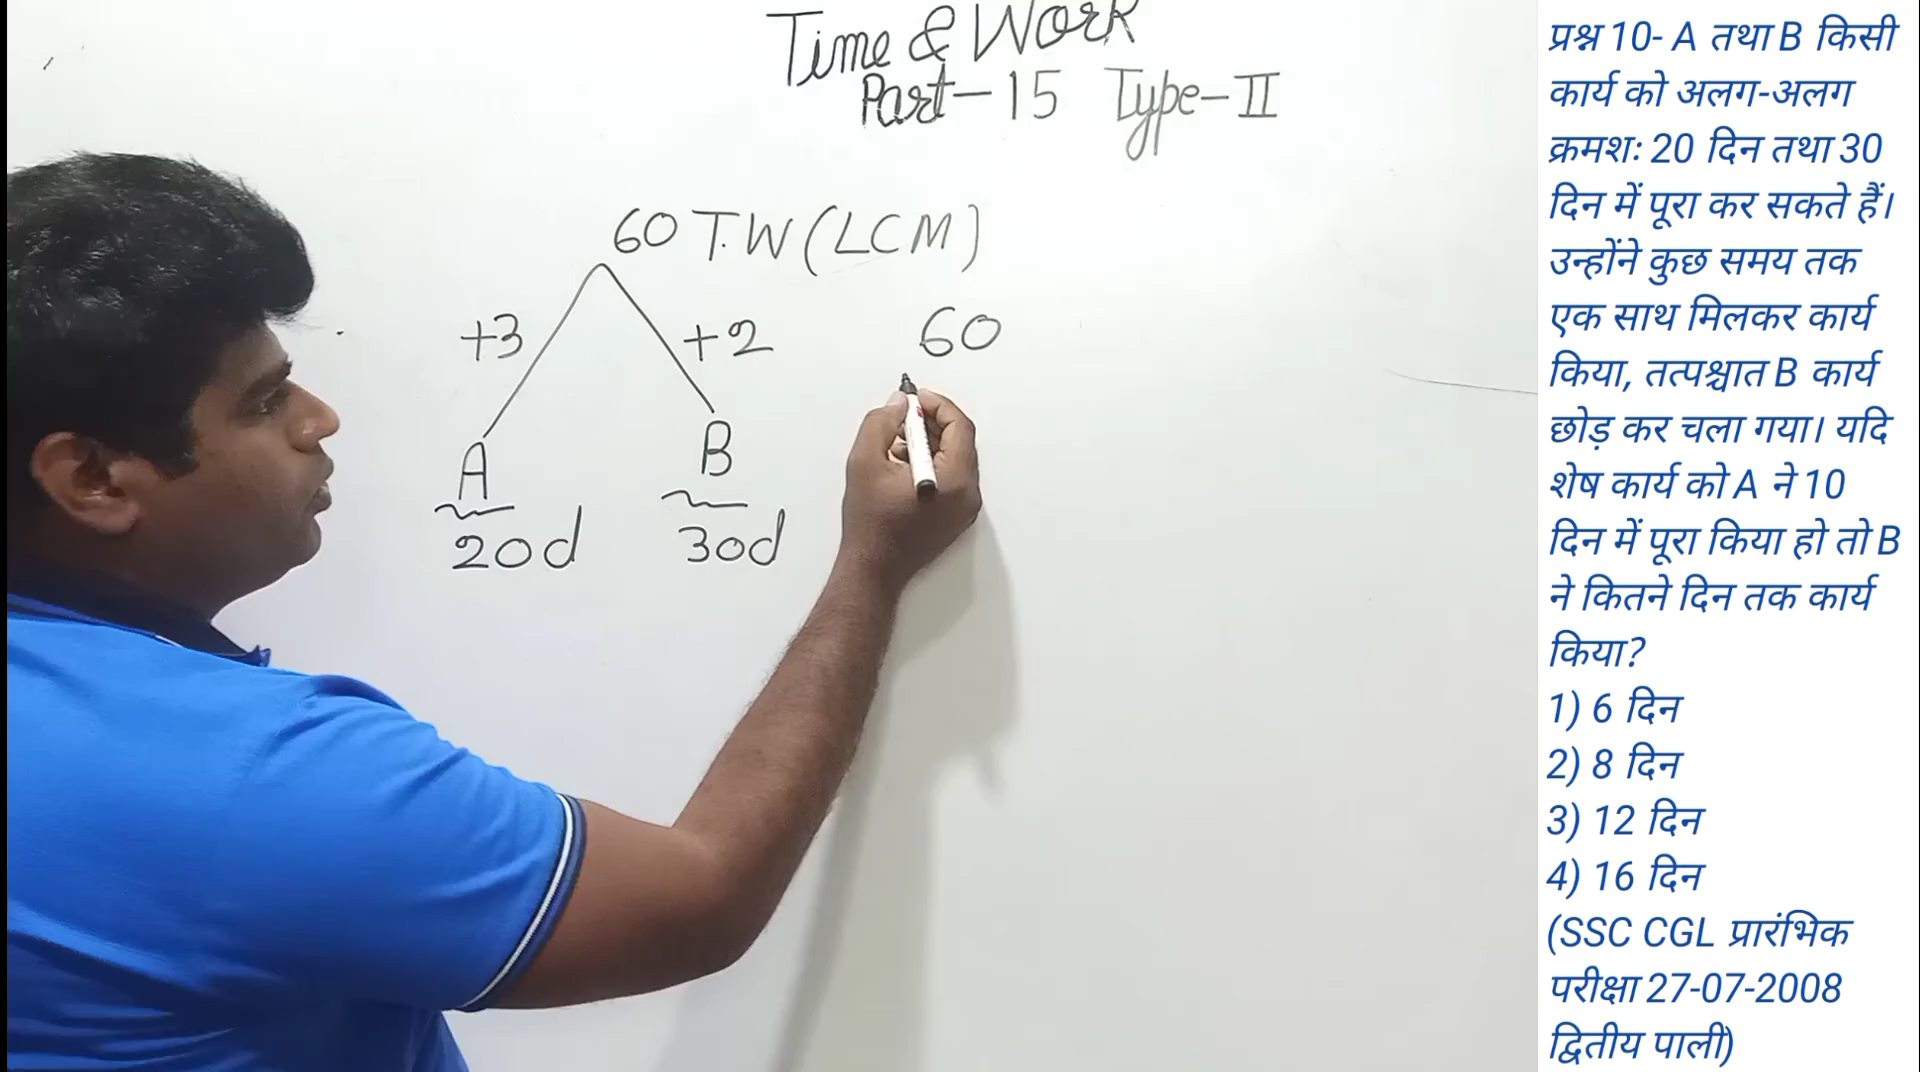 Time & Work
Part-15 Type-II
60 T.W (LCM)
+3 +2 60
A B
20d 30d
प्रश्न 10- A तथा B किसी
कार्य को अलग-अलग
क्रमशः 20 दिन तथा 30
दिन में पूरा कर सकते हैं।
उन्होंने कुछ समय तक
एक साथ मिलकर कार्य
किया, तत्पश्चात B कार्य
छोड़ कर चला गया। यदि
शेष कार्य को A ने 10
दिन में पूरा किया हो तो B
ने कितने दिन तक कार्य
किया?
1) 6 दिन
2) 8 दिन
3) 12 दिन
4) 16 दिन
(SSC CGL प्रारंभिक
परीक्षा 27-07-2008
द्वितीय पाली)